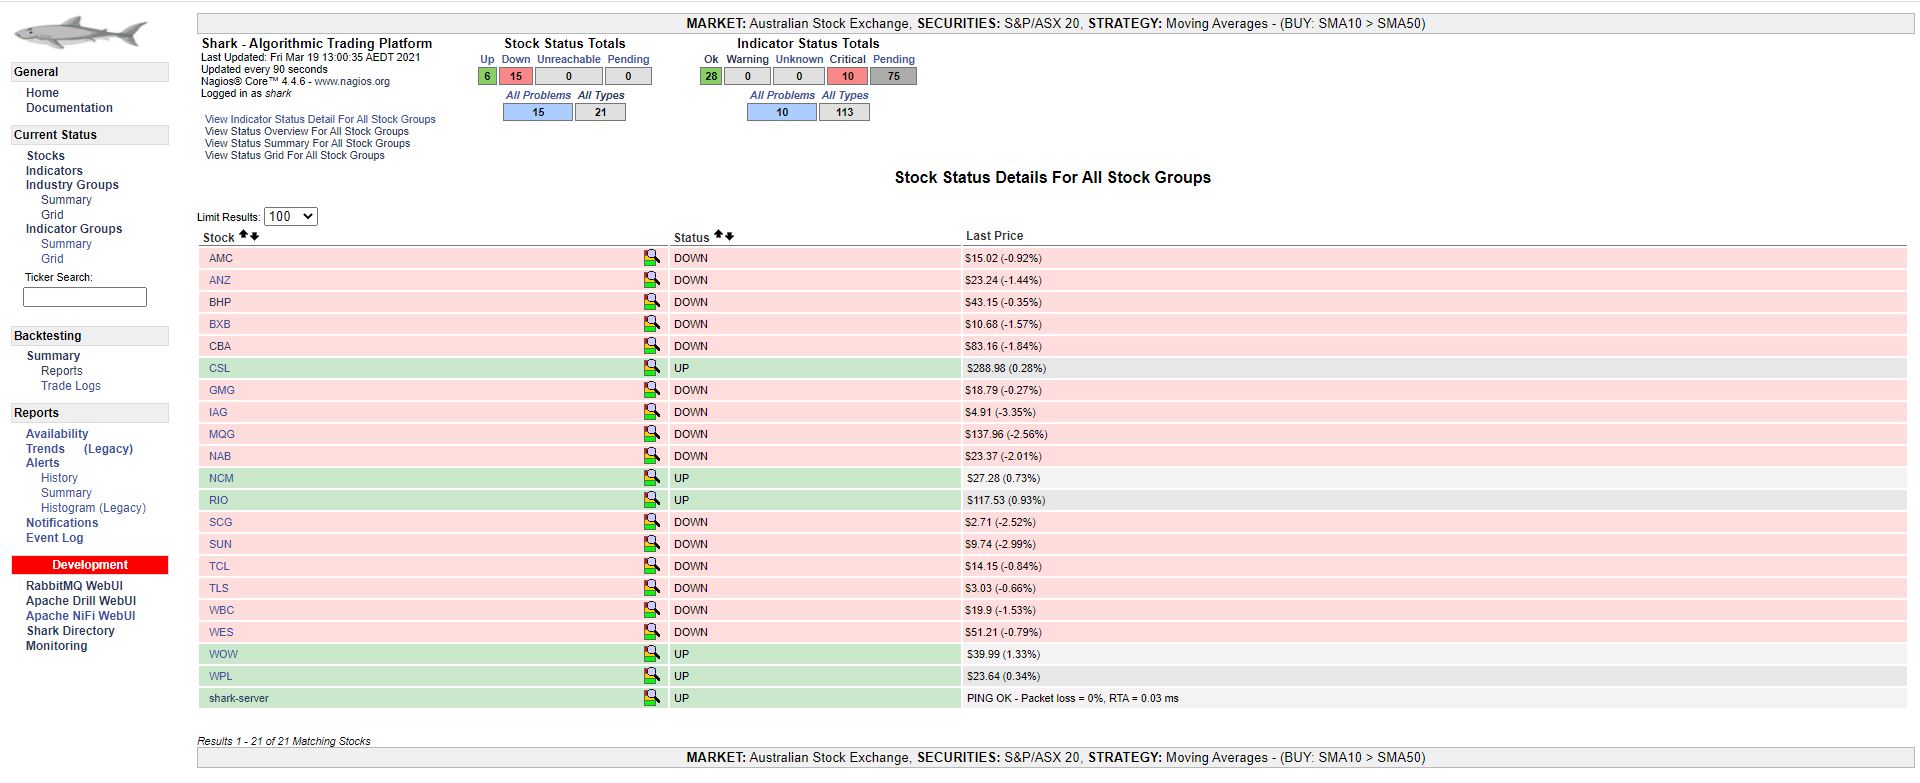 General
Home
Documentation
Current Status
Stocks
Indicators
Industry Groups
Summary
Grid
Indicator Groups
Summary
Grid
Ticker Search:
Backtesting
Summary
Reports
Trade Logs
Reports
Availability
Trends (Legacy)
Alerts
History
Summary
Histogram (Legacy)
Notifications
Event Log
Development
RabbitMQ WebUI
Apache Drill WebUI
Apache NiFi WebUI
Shark Directory
Monitoring
MARKET: Australian Stock Exchange, SECURITIES: S&P/ASX 20, STRATEGY: Moving Averages - (BUY: SMA10 > SMA50)
Shark - Algorithmic Trading Platform
Last Updated: Fri Mar 19 13:00:35 AEDT 2021
Updated every 90 seconds
Nagios® Core™ 4.4.6 - www.nagios.org
Logged in as shark
View Indicator Status Detail For All Stock Groups
View Status Overview For All Stock Groups
View Status Summary For All Stock Groups
View Status Grid For All Stock Groups
Stock Status Totals
Up Down Unreachable Pending
6 15 0 0
All Problems All Types
15 21
Indicator Status Totals
Ok Warning Unknown Critical Pending
28 0 0 10 75
All Problems All Types
10 113
Stock Status Details For All Stock Groups
Limit Results: 100
Stock Status Last Price
AMC DOWN $15.02 (-0.92%)
ANZ DOWN $23.24 (-1.44%)
BHP DOWN $43.15 (-0.35%)
BXB DOWN $10.68 (-1.57%)
CBA DOWN $83.16 (-1.84%)
CSL UP $288.98 (0.28%)
GMG DOWN $18.79 (-0.27%)
IAG DOWN $4.91 (-3.35%)
MQG DOWN $137.96 (-2.56%)
NAB DOWN $23.37 (-2.01%)
NCM UP $27.28 (0.73%)
RIO UP $117.53 (0.93%)
SCG DOWN $2.71 (-2.52%)
SUN DOWN $9.74 (-2.99%)
TCL DOWN $14.15 (-0.84%)
TLS DOWN $3.03 (-0.66%)
WBC DOWN $19.9 (-1.53%)
WES DOWN $51.21 (-0.79%)
WOW UP $39.99 (1.33%)
WPL UP $23.64 (0.34%)
shark-server UP PING OK - Packet loss = 0%, RTA = 0.03 ms
Results 1 - 21 of 21 Matching Stocks
MARKET: Australian Stock Exchange, SECURITIES: S&P/ASX 20, STRATEGY: Moving Averages - (BUY: SMA10 > SMA50)